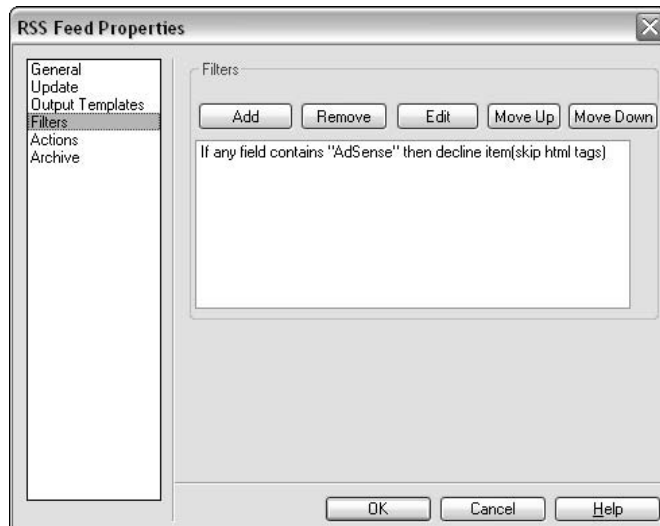 RSS Feed Properties
General
Update
Output Templates
Filters
Actions
Archive
Filters
Add Remove Edit Move Up Move Down
If any field contains "AdSense" then decline item(skip html tags)
OK Cancel Help